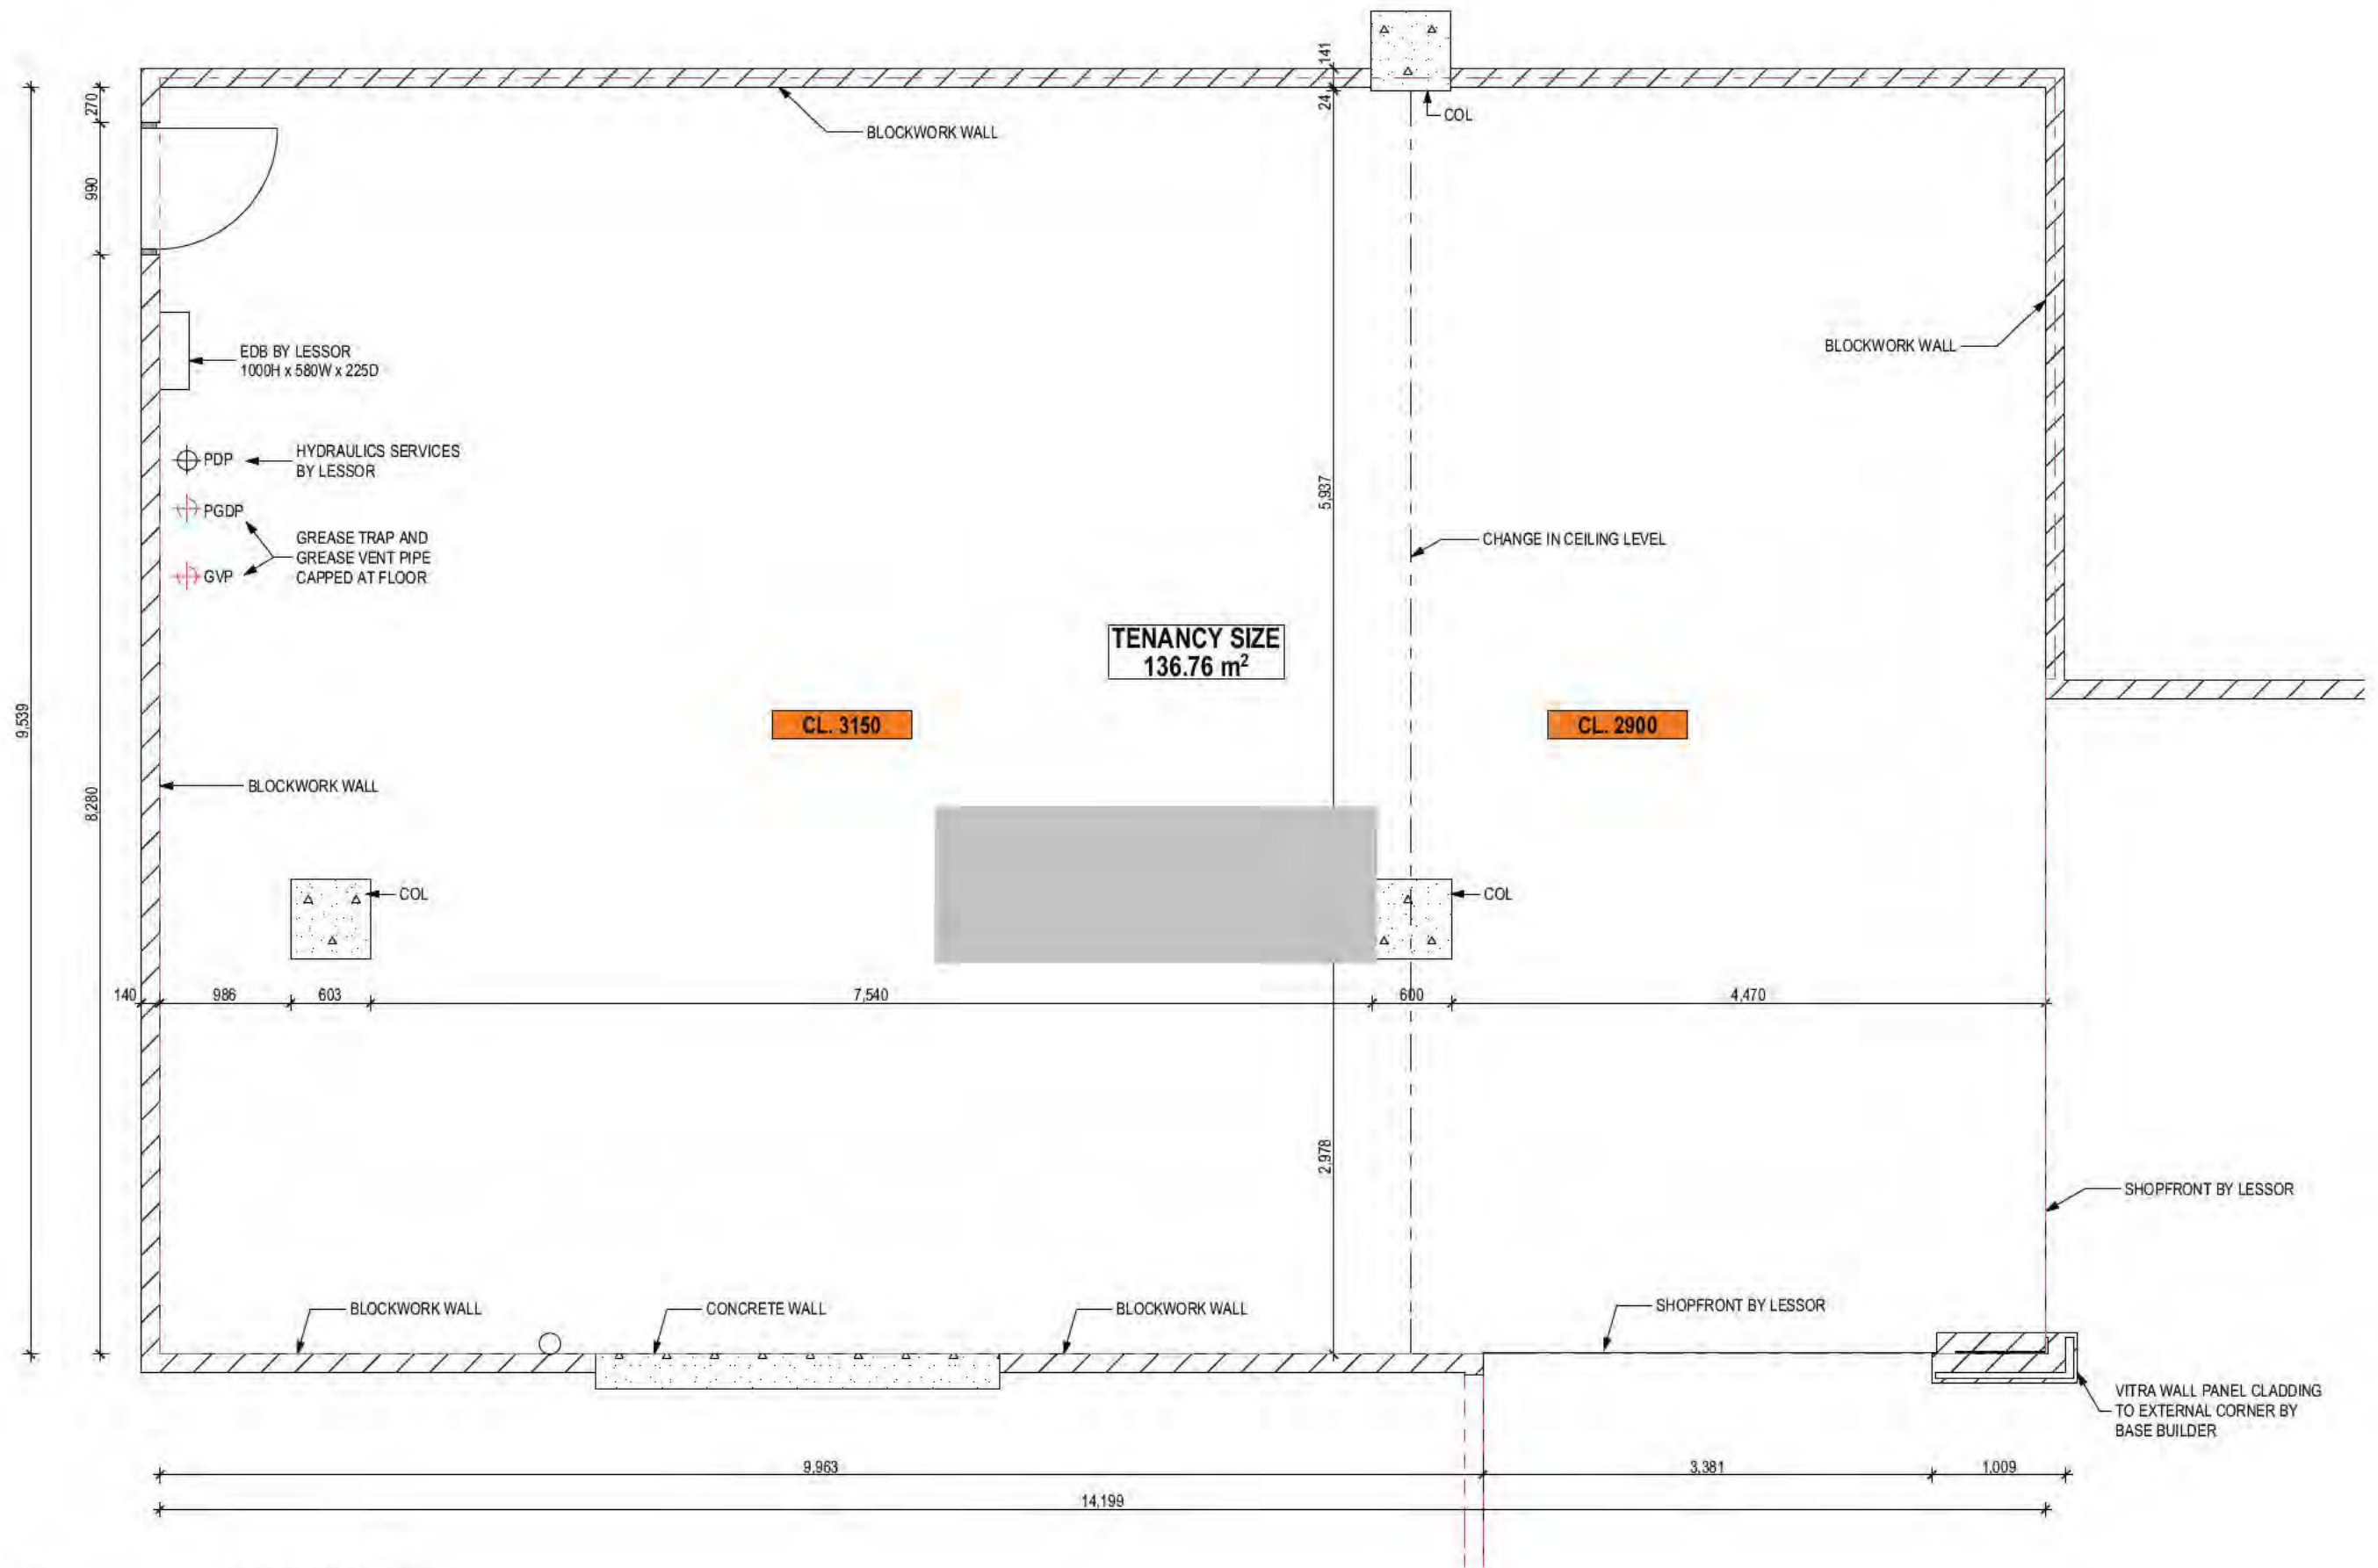 141
24
270
990
COL
BLOCKWORK WALL
BLOCKWORK WALL
EDB BY LESSOR
1000H x 580W x 225D
PDP
HYDRAULICS SERVICES
BY LESSOR
PGDP
GVP
GREASE TRAP AND
GREASE VENT PIPE
CAPPED AT FLOOR
5,937
CHANGE IN CEILING LEVEL
TENANCY SIZE
136.76 m²
9,539
CL. 3150
CL. 2900
8,280
BLOCKWORK WALL
COL
COL
140
986
603
7,540
600
4,470
2,978
SHOPFRONT BY LESSOR
BLOCKWORK WALL
CONCRETE WALL
BLOCKWORK WALL
SHOPFRONT BY LESSOR
VITRA WALL PANEL CLADDING
TO EXTERNAL CORNER BY
BASE BUILDER
9,963
3,381
1,009
14,199